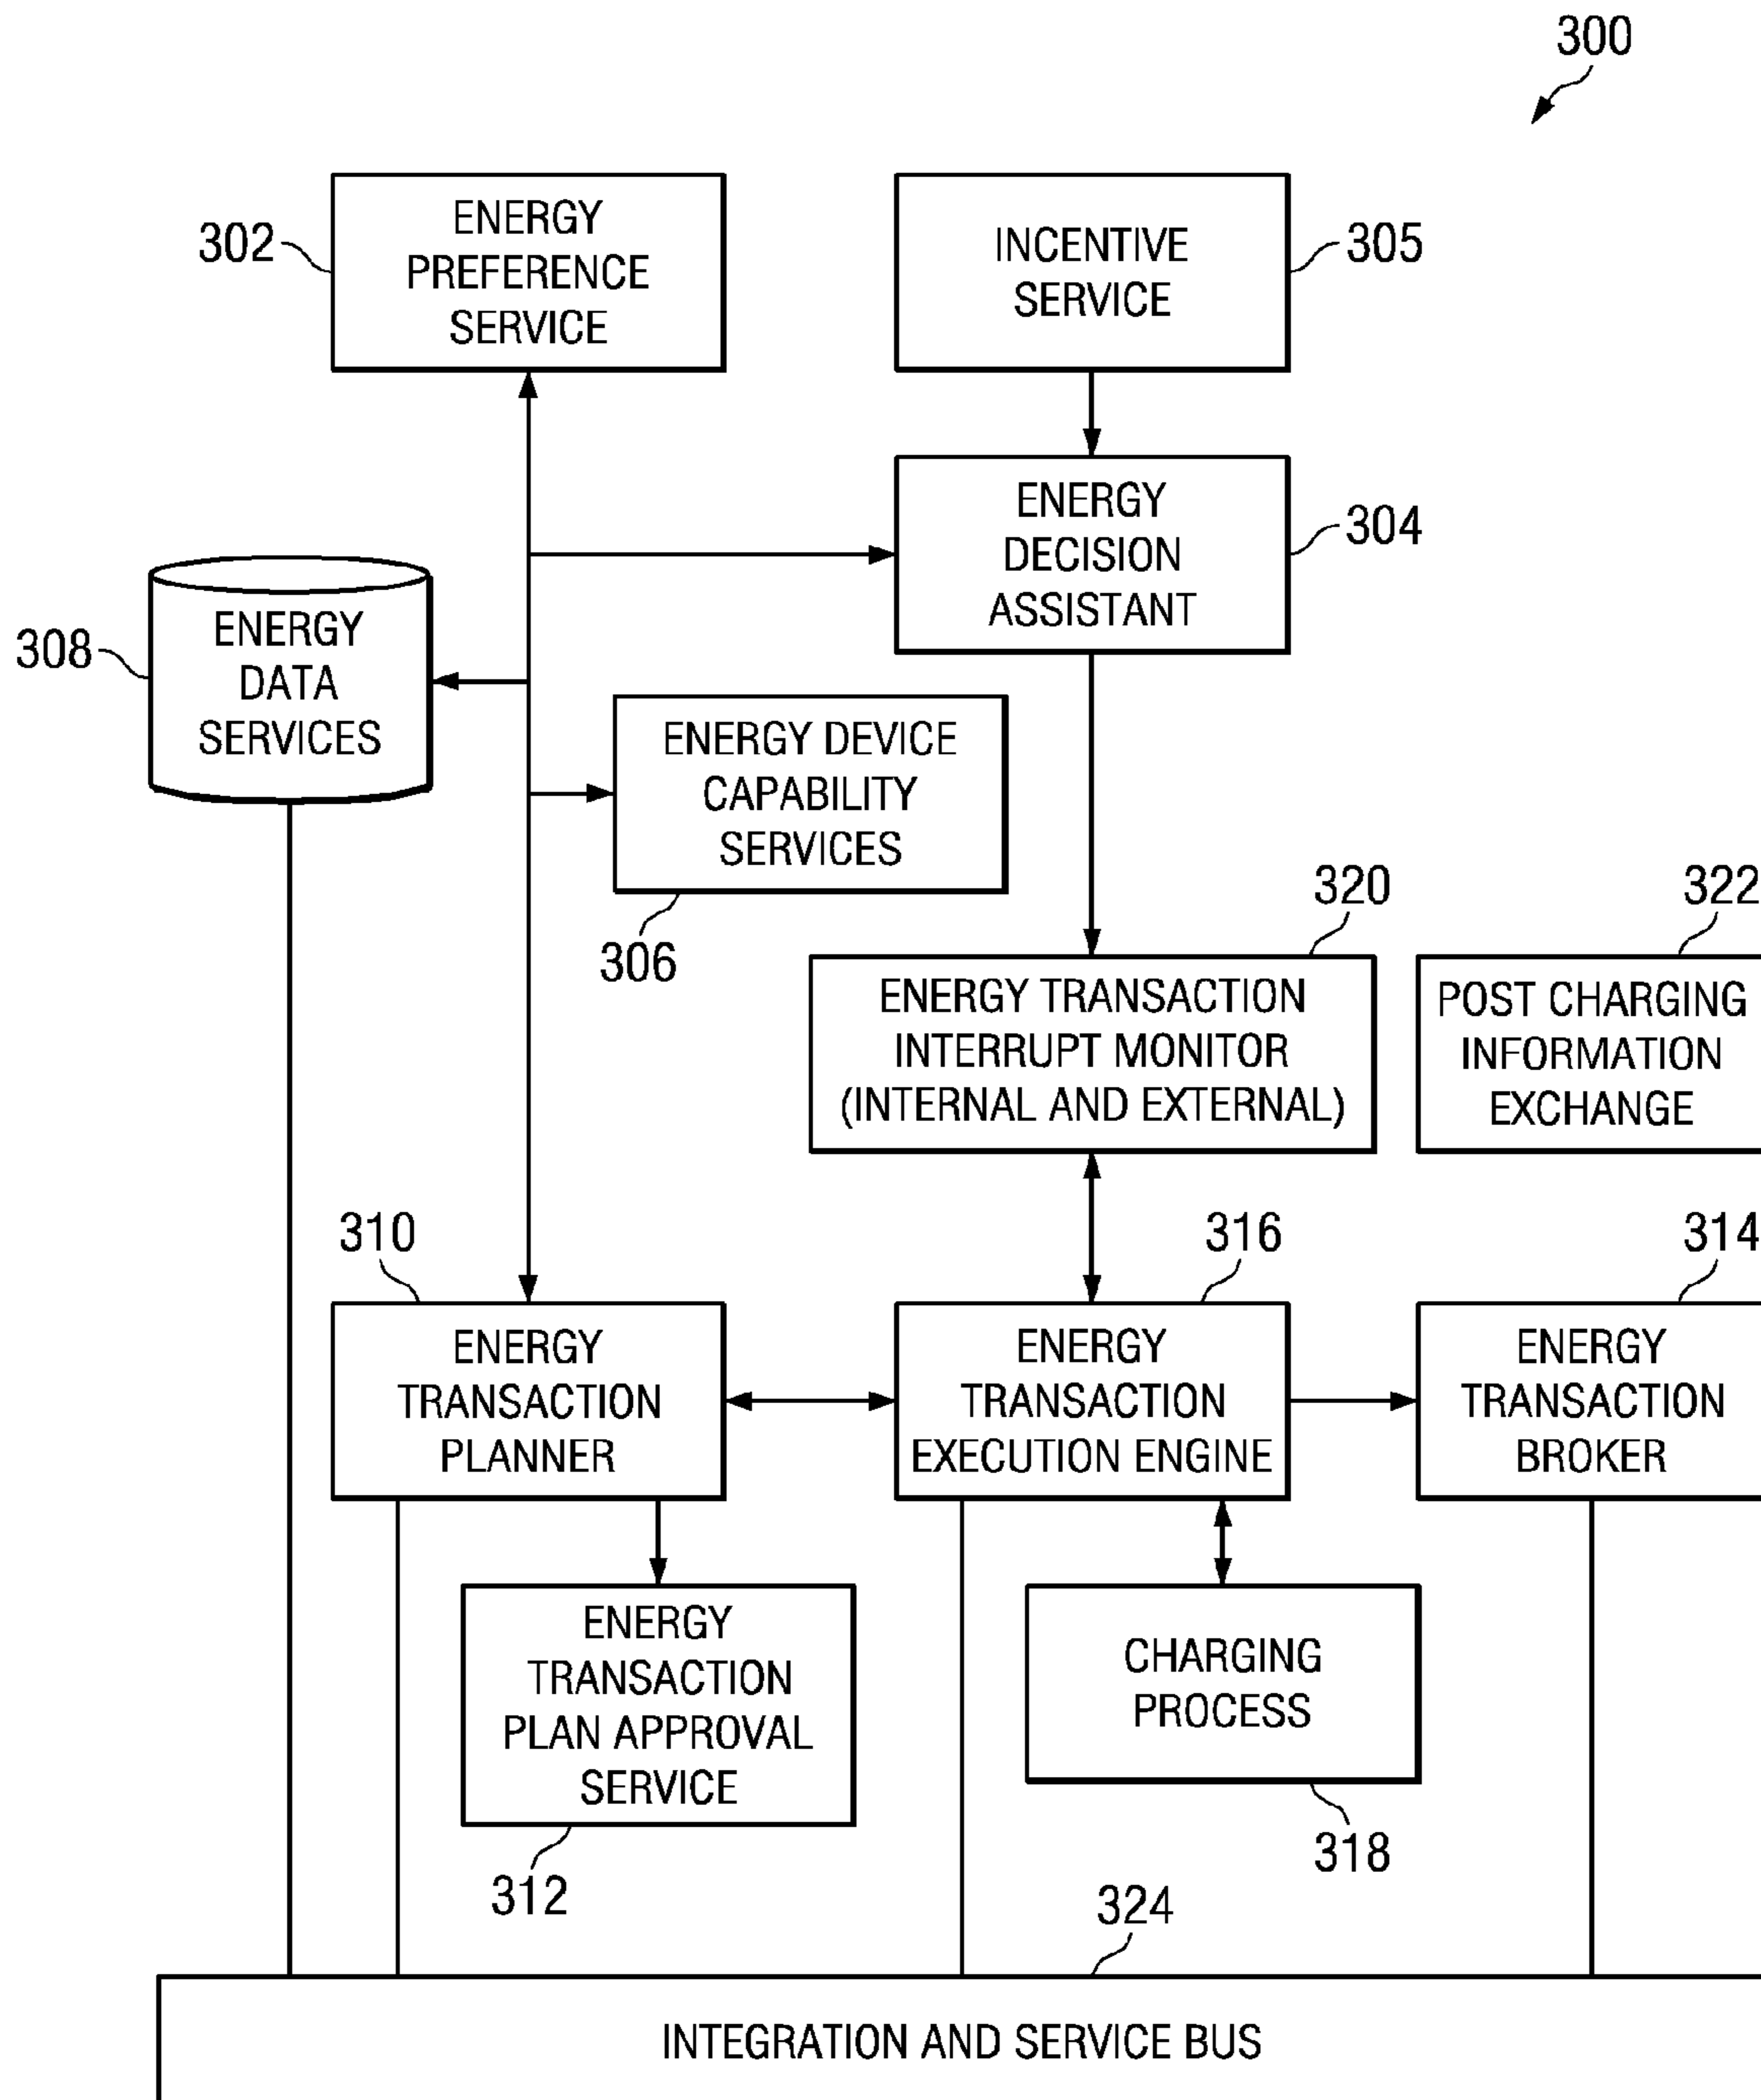 300
302
ENERGY
PREFERENCE
SERVICE
INCENTIVE
SERVICE
305
ENERGY
DECISION
ASSISTANT
304
308
ENERGY
DATA
SERVICES
ENERGY DEVICE
CAPABILITY
SERVICES
306
320
322
ENERGY TRANSACTION
INTERRUPT MONITOR
(INTERNAL AND EXTERNAL)
POST CHARGING
INFORMATION
EXCHANGE
310
316
314
ENERGY
TRANSACTION
PLANNER
ENERGY
TRANSACTION
EXECUTION ENGINE
ENERGY
TRANSACTION
BROKER
ENERGY
TRANSACTION
PLAN APPROVAL
SERVICE
CHARGING
PROCESS
312
318
324
INTEGRATION AND SERVICE BUS